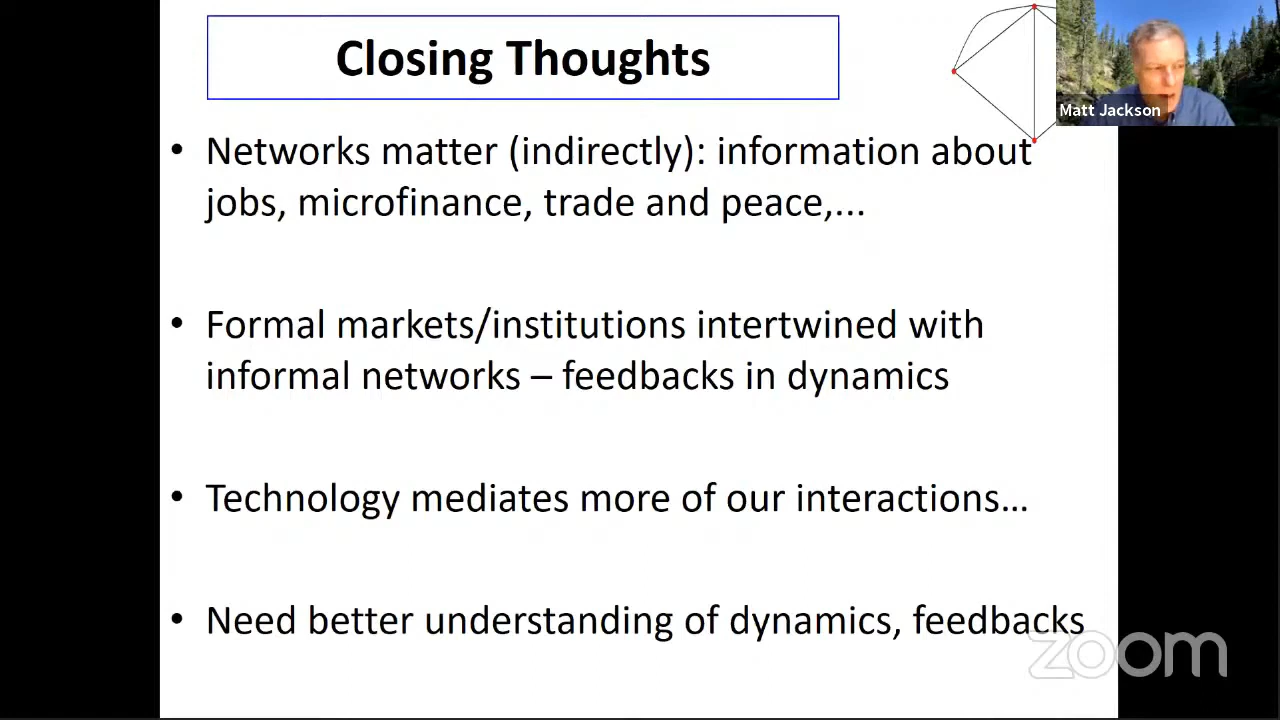 Closing Thoughts
Matt Jackson
• Networks matter (indirectly): information about
jobs, microfinance, trade and peace,...
• Formal markets/institutions intertwined with
informal networks – feedbacks in dynamics
• Technology mediates more of our interactions...
• Need better understanding of dynamics, feedbacks
zoom